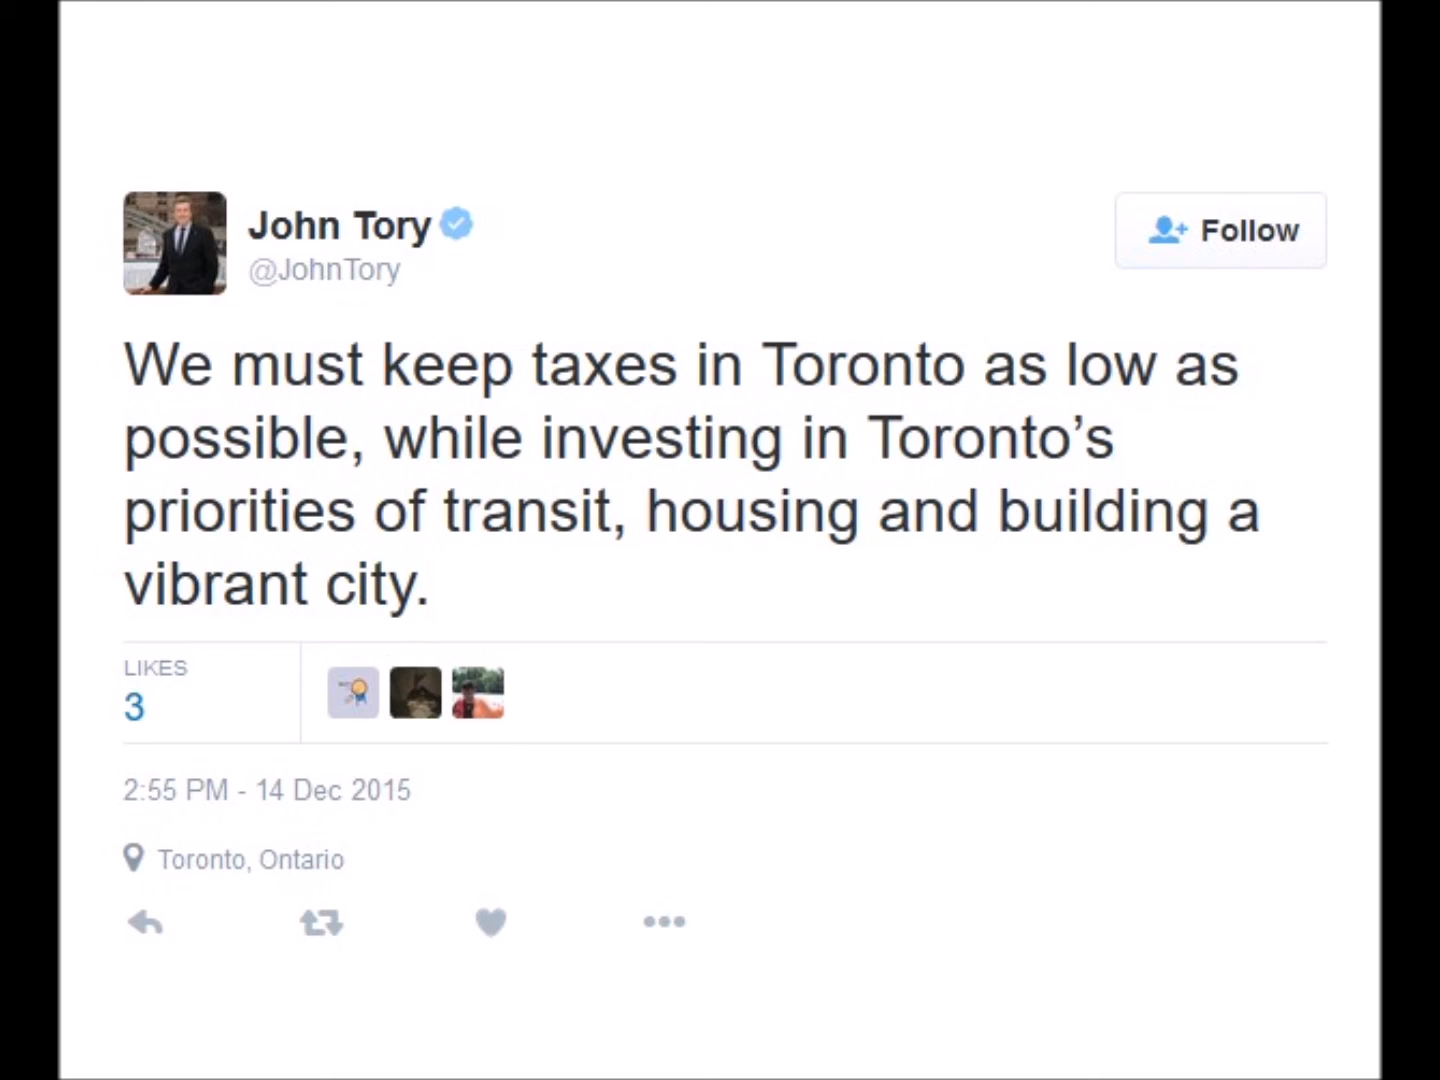 John Tory
@JohnTory
Follow
We must keep taxes in Toronto as low as
possible, while investing in Toronto’s
priorities of transit, housing and building a
vibrant city.
LIKES
3
2:55 PM - 14 Dec 2015
Toronto, Ontario